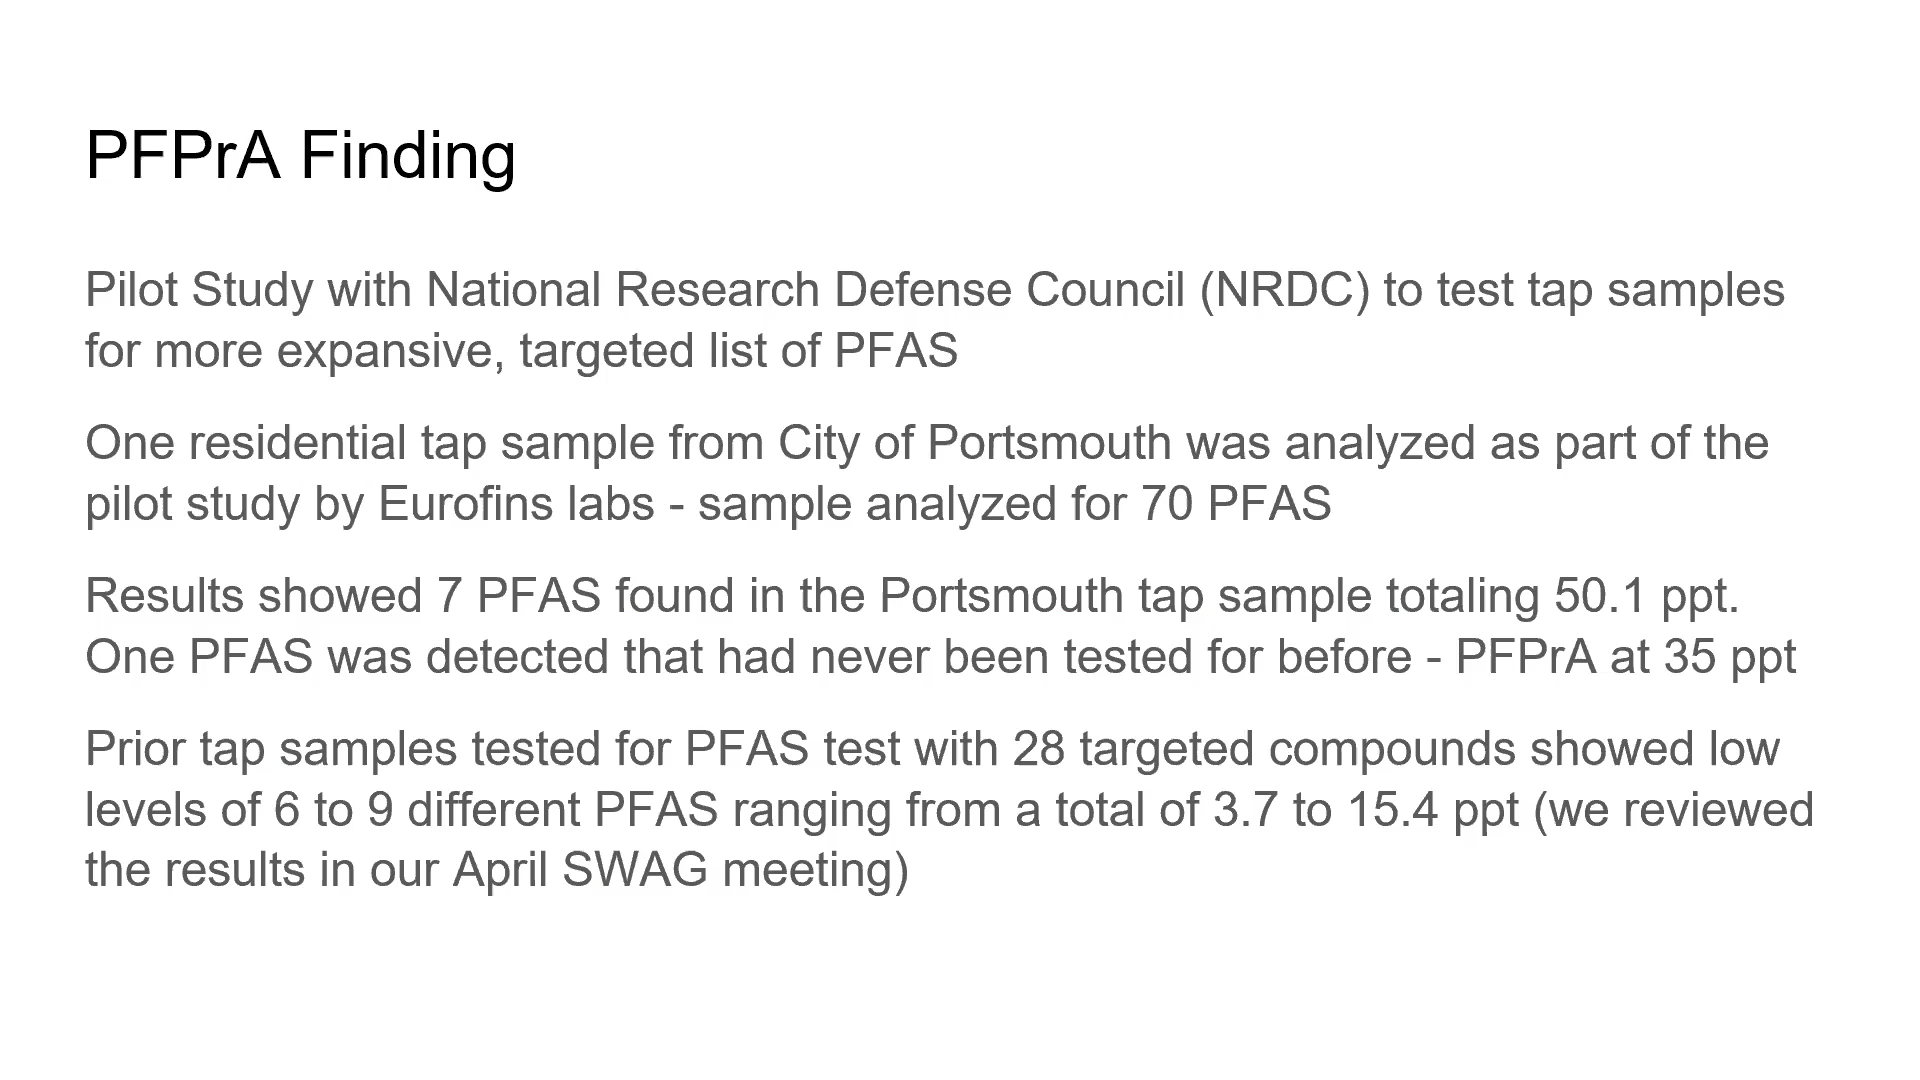 PFPrA Finding
Pilot Study with National Research Defense Council (NRDC) to test tap samples
for more expansive, targeted list of PFAS
One residential tap sample from City of Portsmouth was analyzed as part of the
pilot study by Eurofins labs - sample analyzed for 70 PFAS
Results showed 7 PFAS found in the Portsmouth tap sample totaling 50.1 ppt.
One PFAS was detected that had never been tested for before - PFPrA at 35 ppt
Prior tap samples tested for PFAS test with 28 targeted compounds showed low
levels of 6 to 9 different PFAS ranging from a total of 3.7 to 15.4 ppt (we reviewed
the results in our April SWAG meeting)